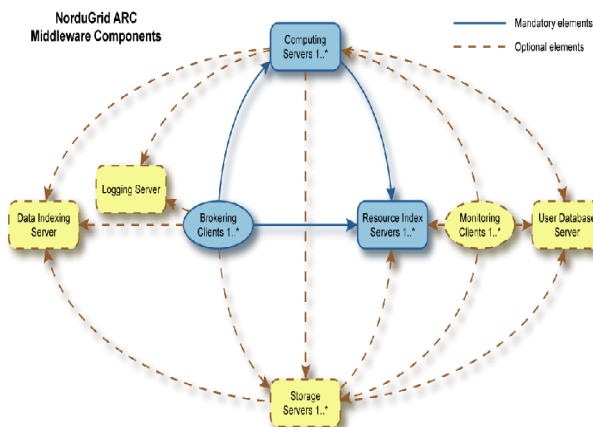 NorduGrid ARC
Middleware Components
Computing
Servers 1..*
Mandatory elements
Optional elements
Logging Server
Data Indexing
Server
Brokering
Clients 1..*
Resource Index
Servers 1..*
Monitoring
Clients 1..*
User Database
Server
Storage
Servers 1..*